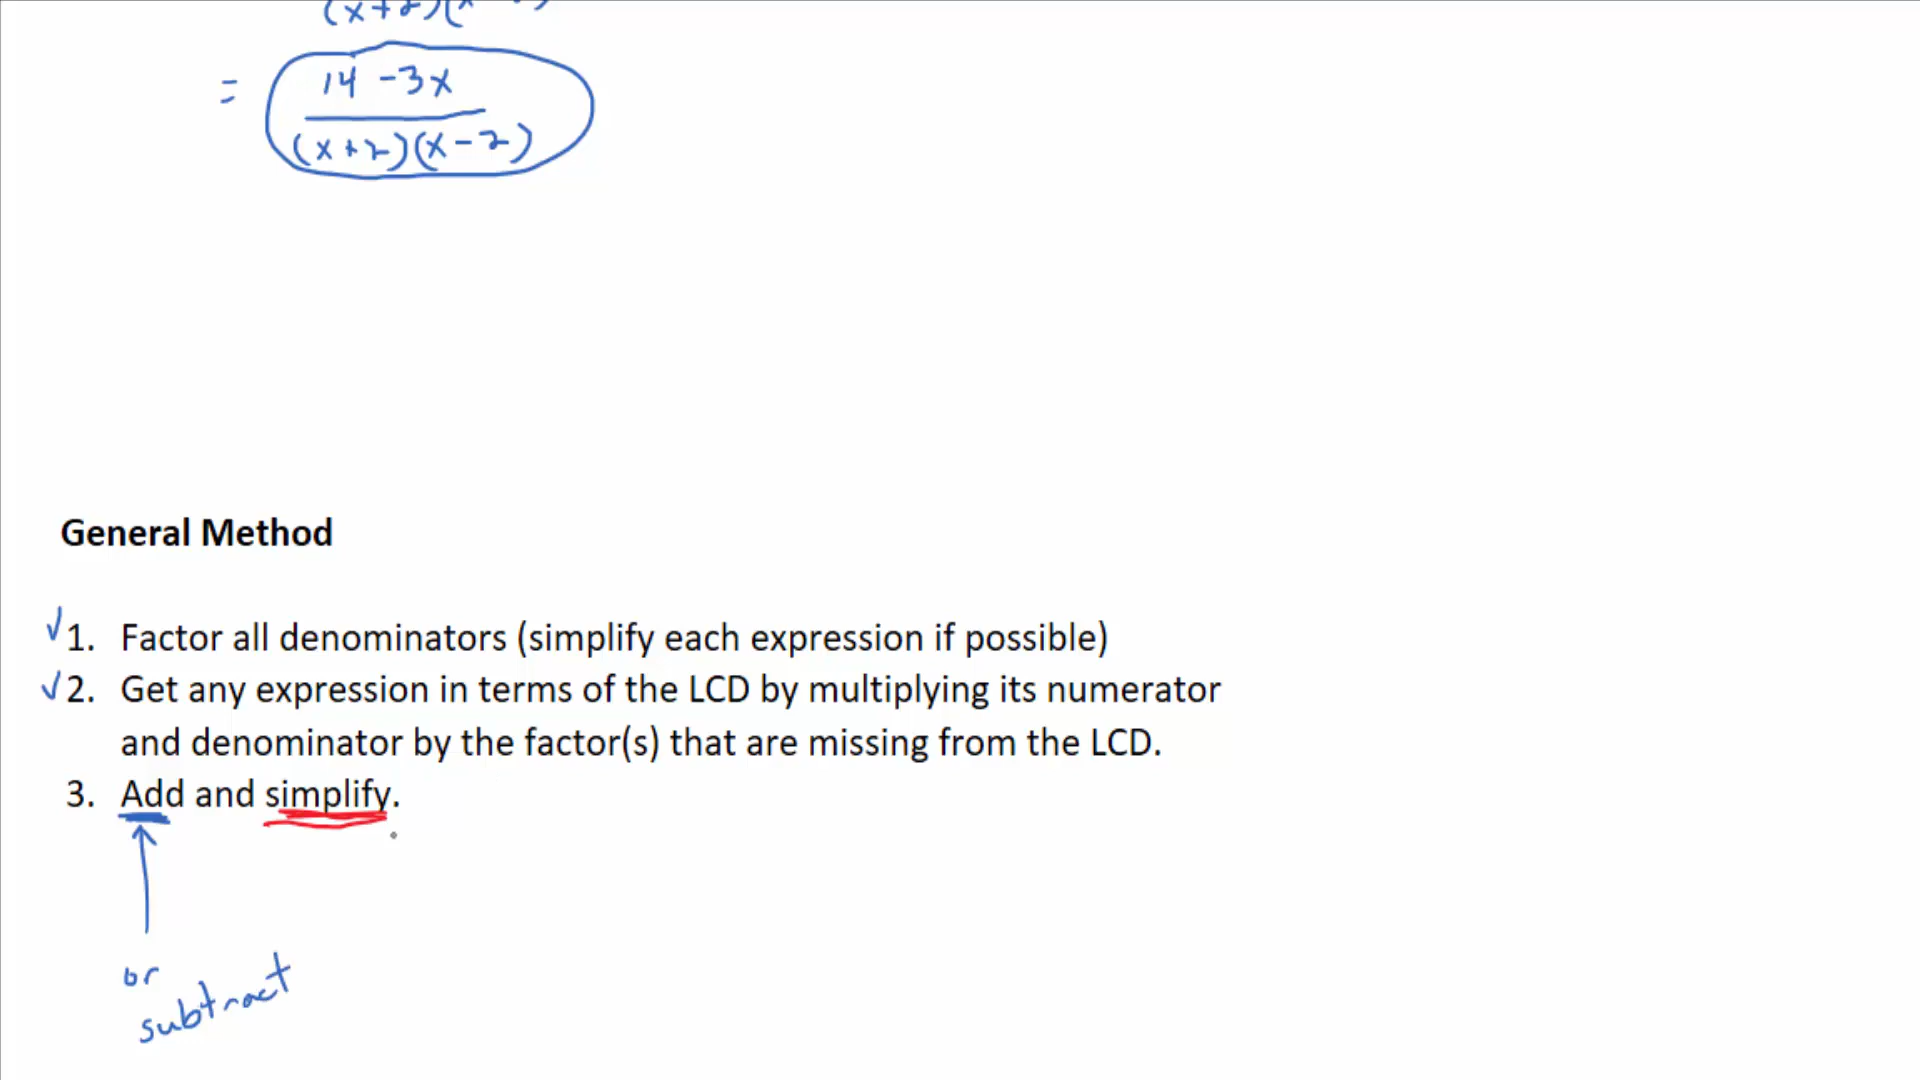 (x+2)(x
= 14 -3x
(x+2)(x-2)
General Method
✓1. Factor all denominators (simplify each expression if possible)
✓2. Get any expression in terms of the LCD by multiplying its numerator
and denominator by the factor(s) that are missing from the LCD.
3. Add and simplify.
or
subtract